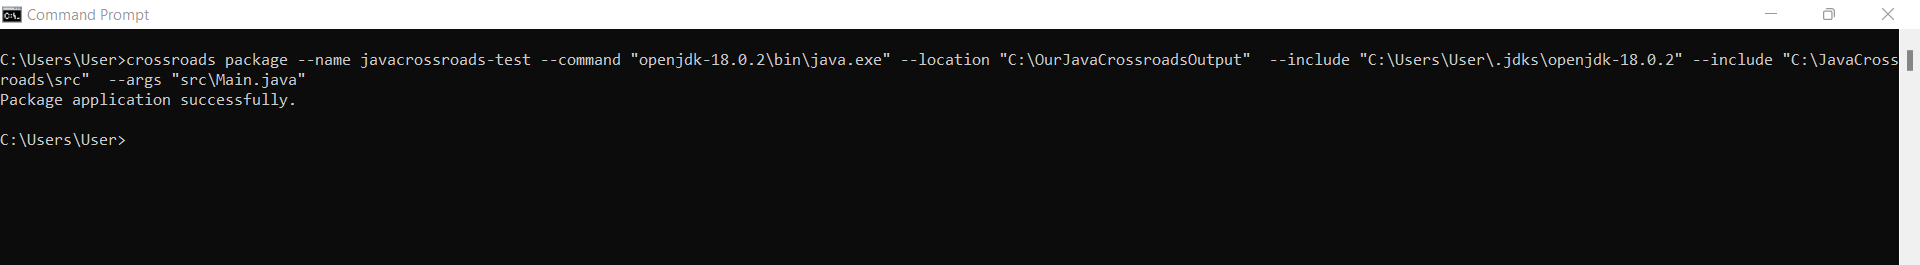 Command Prompt
C:\Users\User>crossroads package --name javacrossroads-test --command "openjdk-18.0.2\bin\java.exe" --location "C:\OurJavaCrossroadsOutput"  --include "C:\Users\User\.jdks\openjdk-18.0.2" --include "C:\JavaCross
roads\src"  --args "src\Main.java"
Package application successfully.
C:\Users\User>